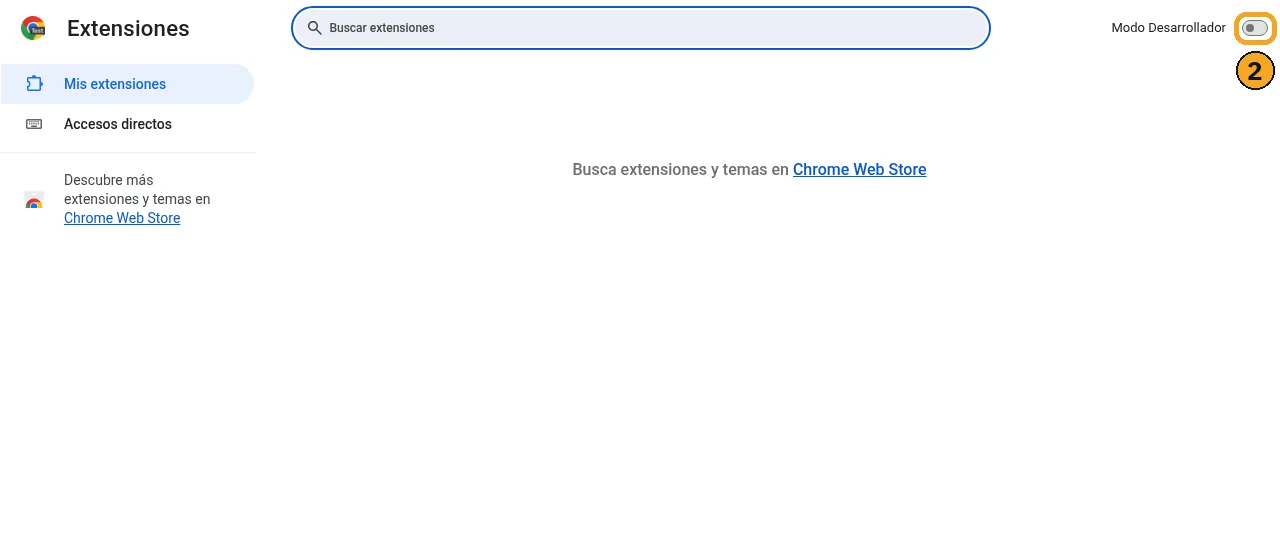 Extensiones
Buscar extensiones
Modo Desarrollador
2
Mis extensiones
Accesos directos
Descubre más
extensiones y temas en
Chrome Web Store
Busca extensiones y temas en Chrome Web Store
Test